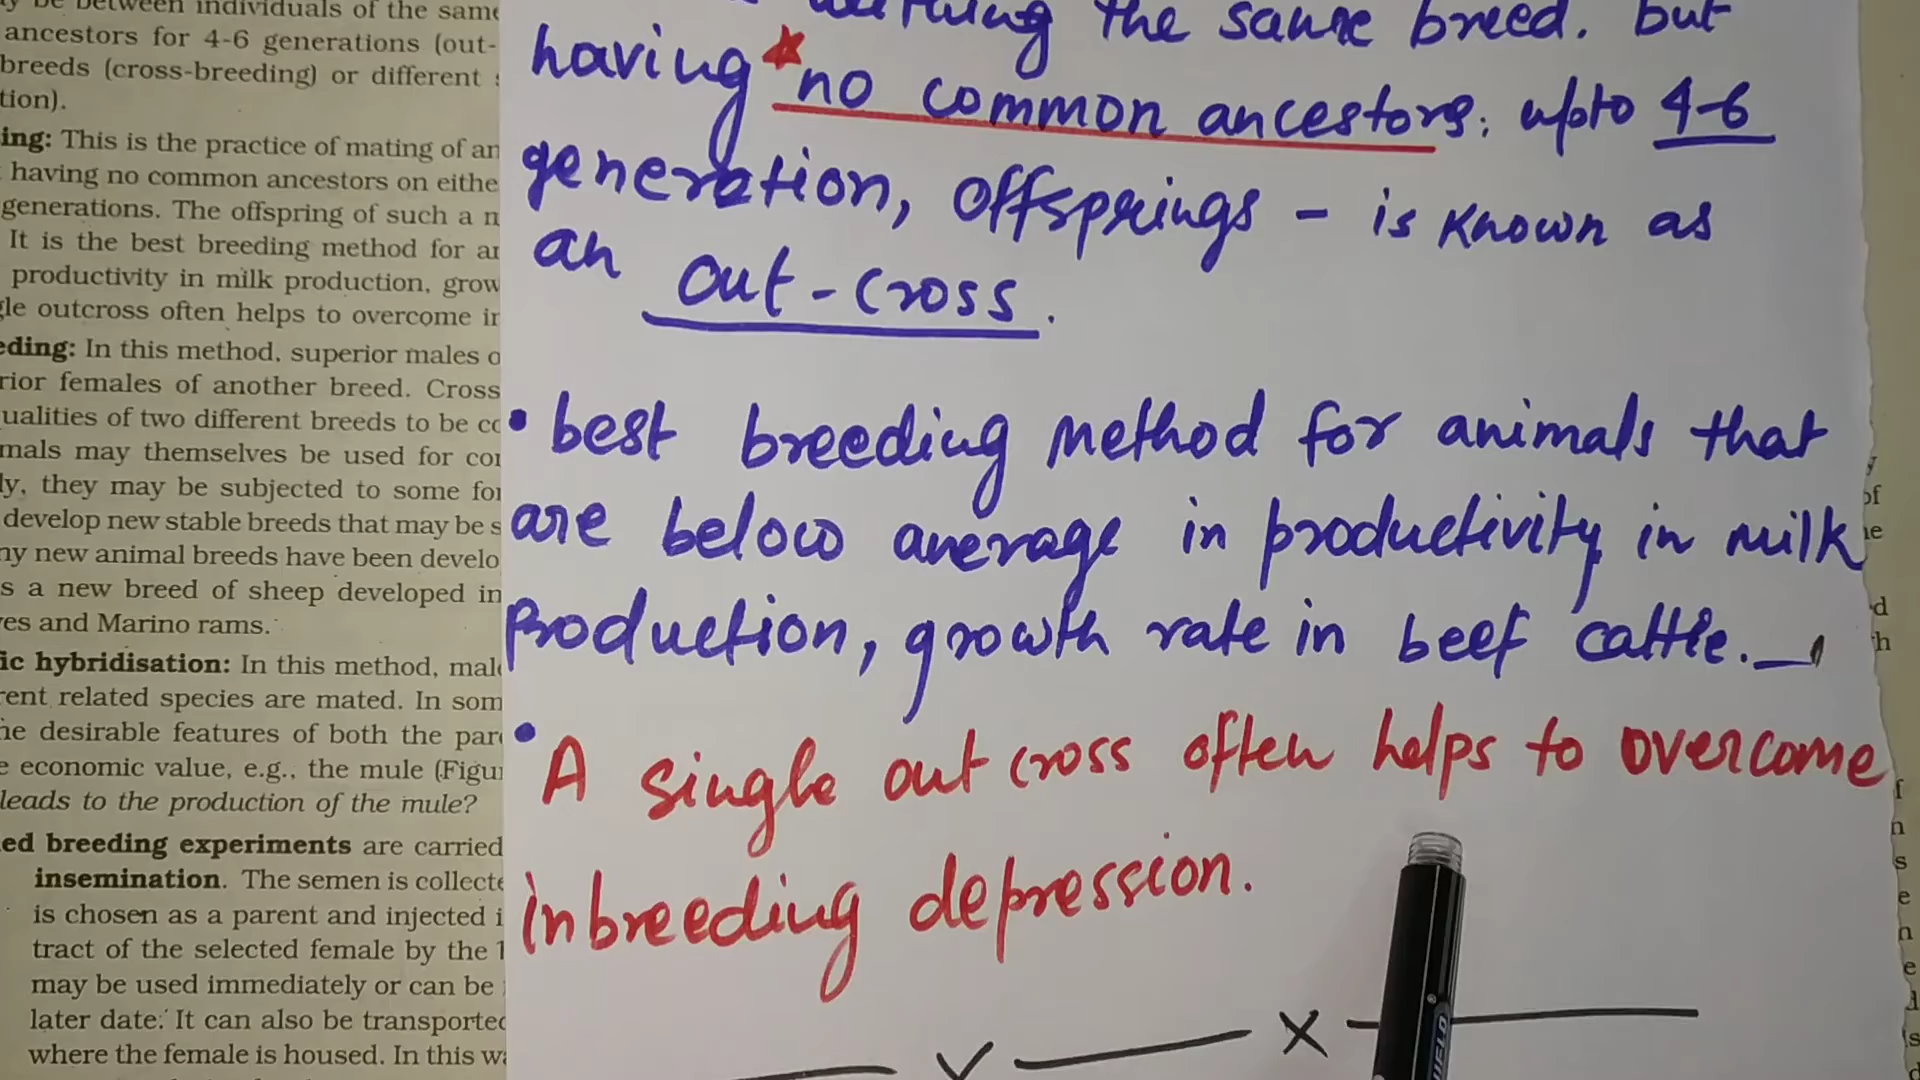 y be between individuals of the same
ancestors for 4-6 generations (out-
breeds (cross-breeding) or different
tion).
ing: This is the practice of mating of an
having no common ancestors on eithe
generations. The offspring of such a m
It is the best breeding method for an
productivity in milk production, grow
gle outcross often helps to overcome in
eding: In this method, superior males o
rior females of another breed. Cross
ualities of two different breeds to be co
mals may themselves be used for con
ly, they may be subjected to some for
develop new stable breeds that may be s
ny new animal breeds have been develo
s a new breed of sheep developed in
es and Marino rams.
ic hybridisation: In this method, mal
rent related species are mated. In som
he desirable features of both the par
e economic value, e.g., the mule (Figu
leads to the production of the mule?
ed breeding experiments are carried
insemination. The semen is collecte
is chosen as a parent and injected i
tract of the selected female by the
may be used immediately or can be
later date. It can also be transported
where the female is housed. In this wa
the same breed. but
having no common ancestors. upto 4-6
generation, offsprings - is known as
an out-cross.
• best breeding method for animals that
are below average in productivity in milk
Production, growth rate in beef cattle.
• A single out cross often helps to overcome
inbreeding depression.